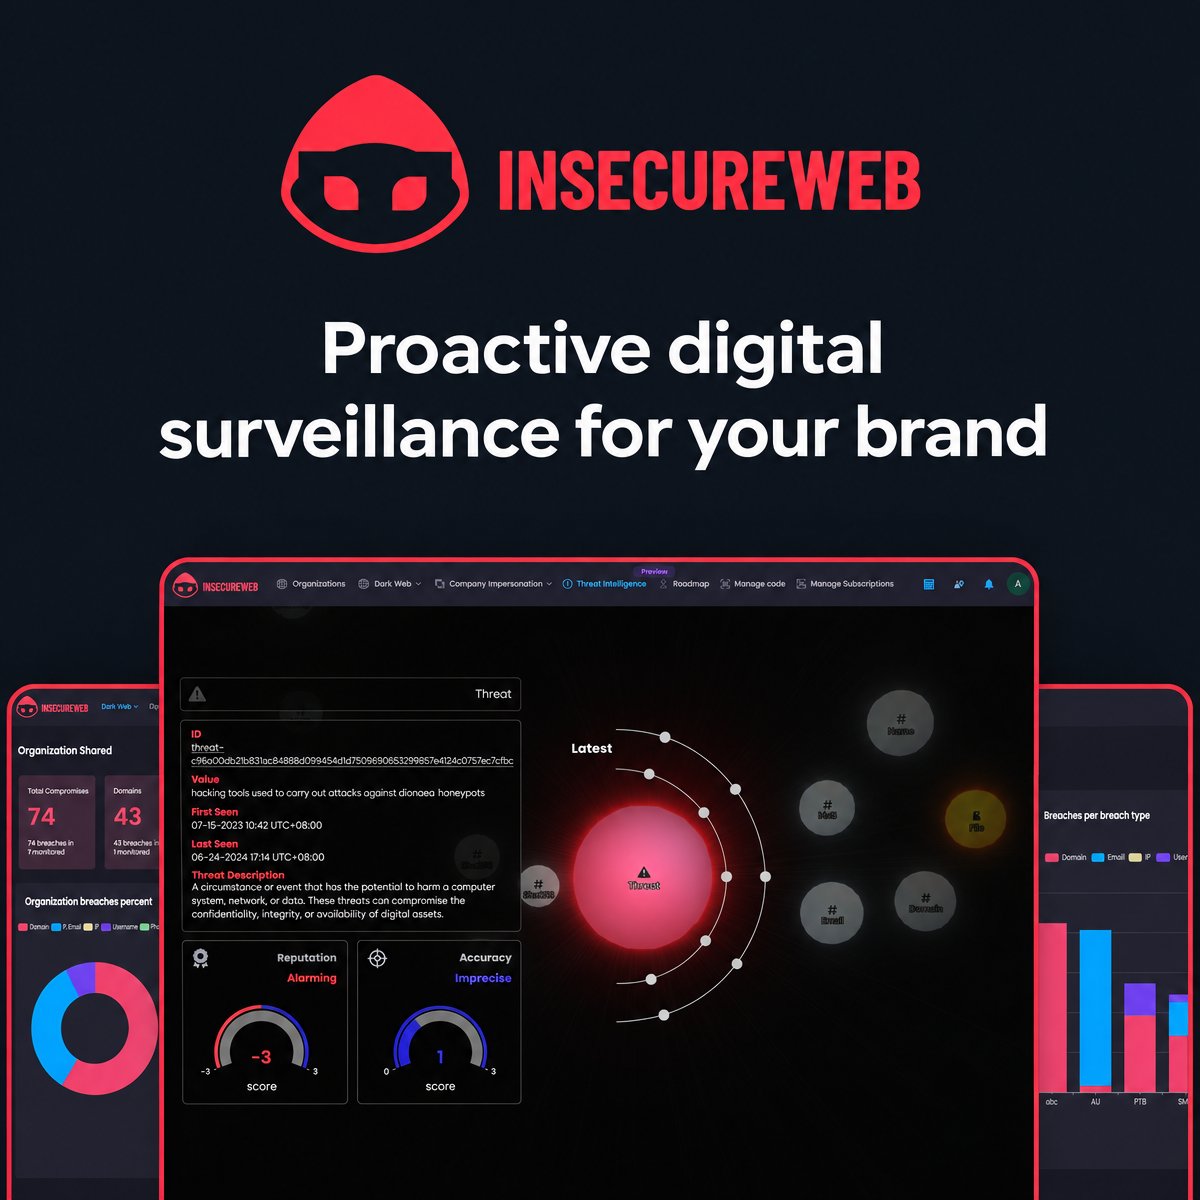 INSECUREWEB
Proactive digital
surveillance for your brand
INSECUREWEB
Organizations
Dark Web
Company Impersonation
Threat Intelligence
Preview
Roadmap
Manage code
Manage Subscriptions
A
Threat
ID
threat-
c96a00db21b831ac84888d099454d1d7509690653299857e4124c0757ec7cfbc
Value
hacking tools used to carry out attacks against dionaea honeypots
First Seen
07-15-2023 10:42 UTC+08:00
Last Seen
06-24-2024 17:14 UTC+08:00
Threat Description
A circumstance or event that has the potential to harm a computer
system, network, or data. These threats can compromise the
confidentiality, integrity, or availability of digital assets.
Reputation
Alarming
-3
-3
3
score
Accuracy
Imprecise
1
0
3
score
Latest
Threat
#
Name
#
Md5
File
#
Email
#
Domain
#
#
INSECUREWEB
Dark Web
Organization Shared
Total Compromises
74
74 breaches in
7 monitored
Domains
43
43 breaches in
1 monitored
Organization breaches percent
Domain
P. Email
IP
Username
Breaches per breach type
Domain
Email
IP
abc
AU
PTB